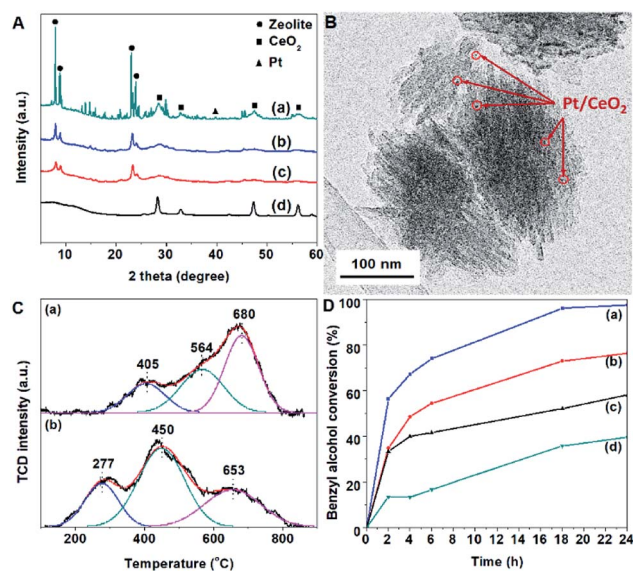 A
● Zeolite
■ CeO₂
▲ Pt
Intensity (a.u.)
(a)
(b)
(c)
(d)
10 20 30 40 50 60
2 theta (degree)
B
Pt/CeO₂
100 nm
C
(a)
680
564
405
TCD intensity (a.u.)
(b)
450
277
653
200 400 600 800
Temperature (°C)
D
100
80
60
40
20
0
Benzyl alcohol conversion (%)
(a)
(b)
(c)
(d)
0 2 4 6 8 10 12 14 16 18 20 22 24
Time (h)